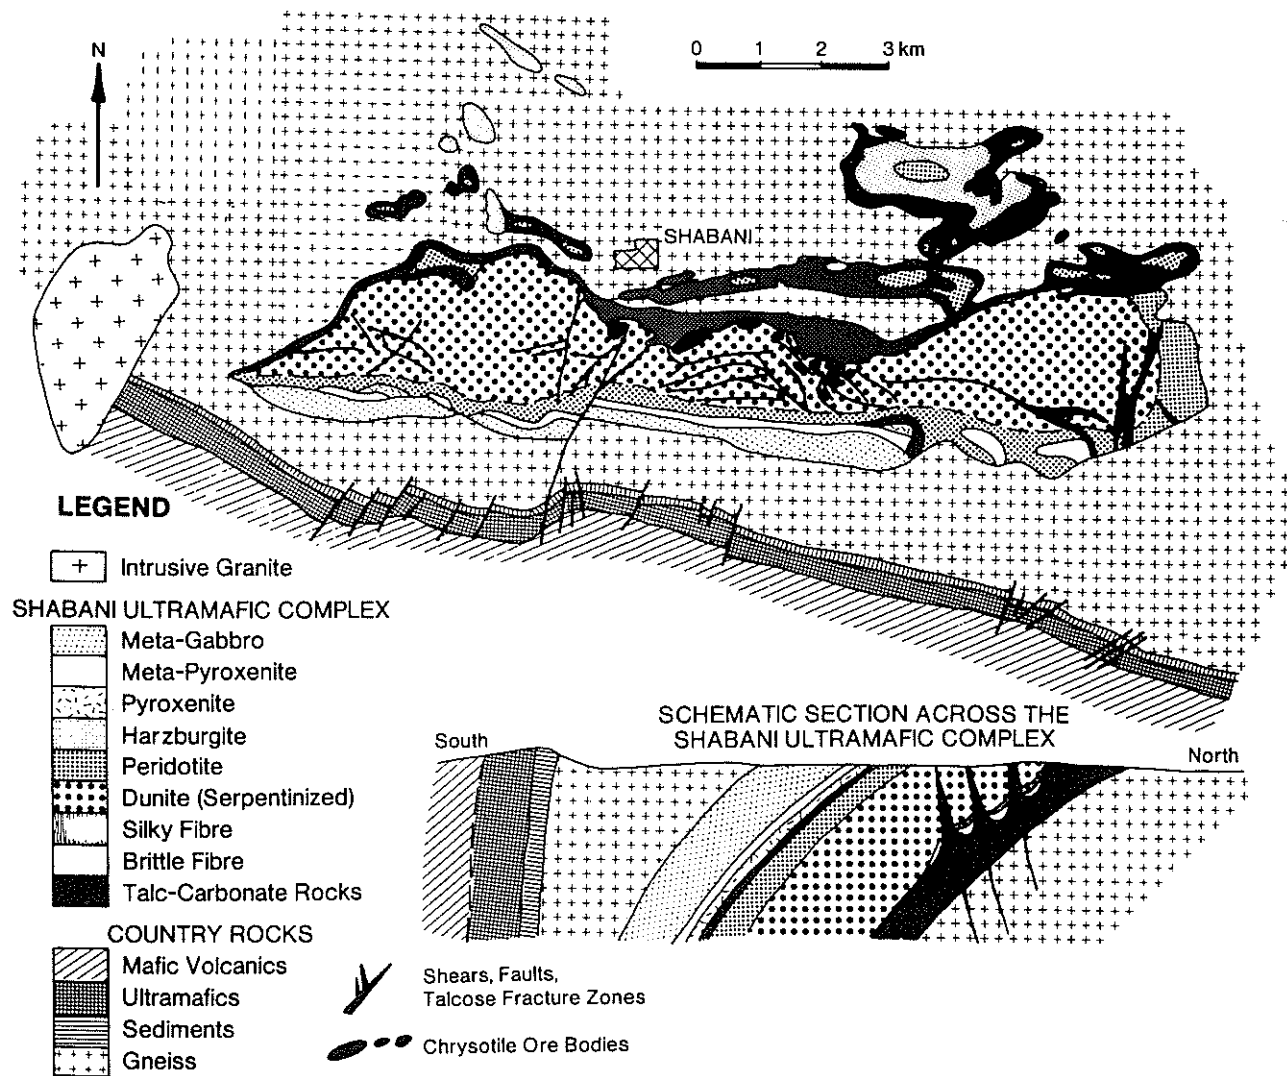 N
0 1 2 3 km
SHABANI
LEGEND
Intrusive Granite
SHABANI ULTRAMAFIC COMPLEX
Meta-Gabbro
Meta-Pyroxenite
Pyroxenite
Harzburgite
Peridotite
Dunite (Serpentinized)
Silky Fibre
Brittle Fibre
Talc-Carbonate Rocks
COUNTRY ROCKS
Mafic Volcanics
Ultramafics
Sediments
Gneiss
SCHEMATIC SECTION ACROSS THE
SHABANI ULTRAMAFIC COMPLEX
South
North
Shears, Faults,
Talcose Fracture Zones
Chrysotile Ore Bodies